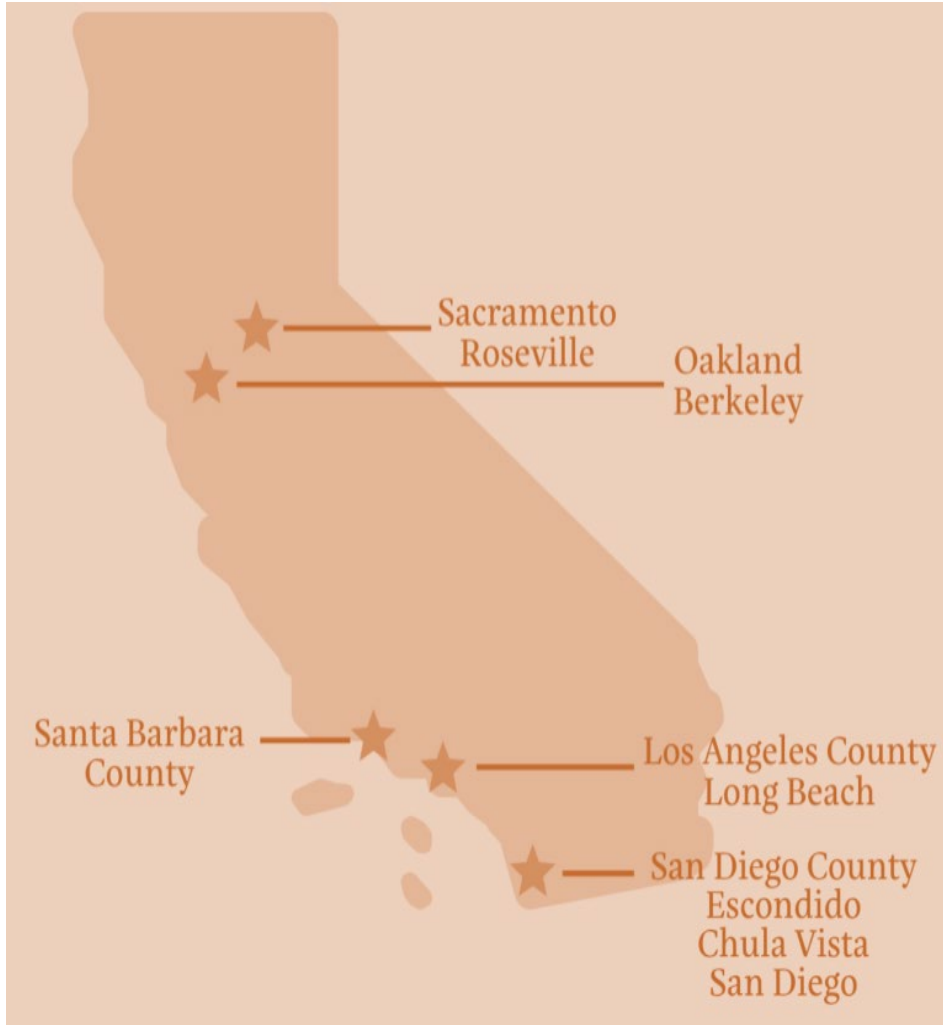 Sacramento
Roseville
Oakland
Berkeley
Santa Barbara
County
Los Angeles County
Long Beach
San Diego County
Escondido
Chula Vista
San Diego